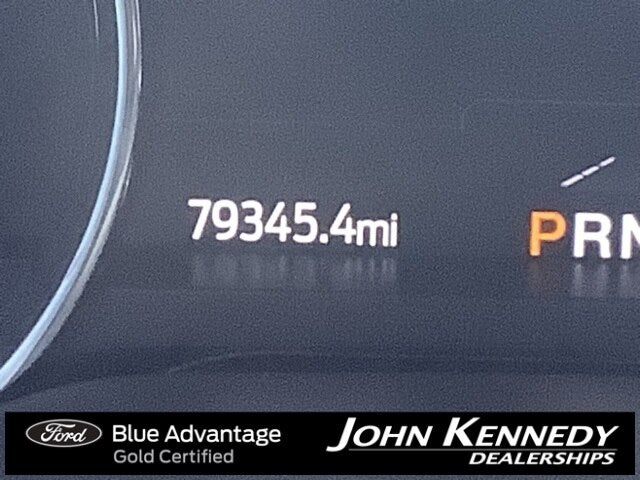 79345.4mi
PRN
Ford
Blue Advantage
Gold Certified
JOHN KENNEDY
DEALERSHIPS